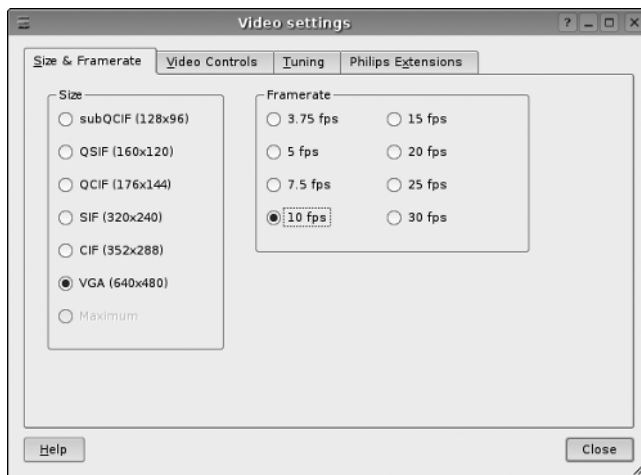 Video settings
?
Size & Framerate
Video Controls
Tuning
Philips Extensions
Size
subQCIF (128x96)
QSIF (160x120)
QCIF (176x144)
SIF (320x240)
CIF (352x288)
VGA (640x480)
Maximum
Framerate
3.75 fps
5 fps
7.5 fps
10 fps
15 fps
20 fps
25 fps
30 fps
Help
Close